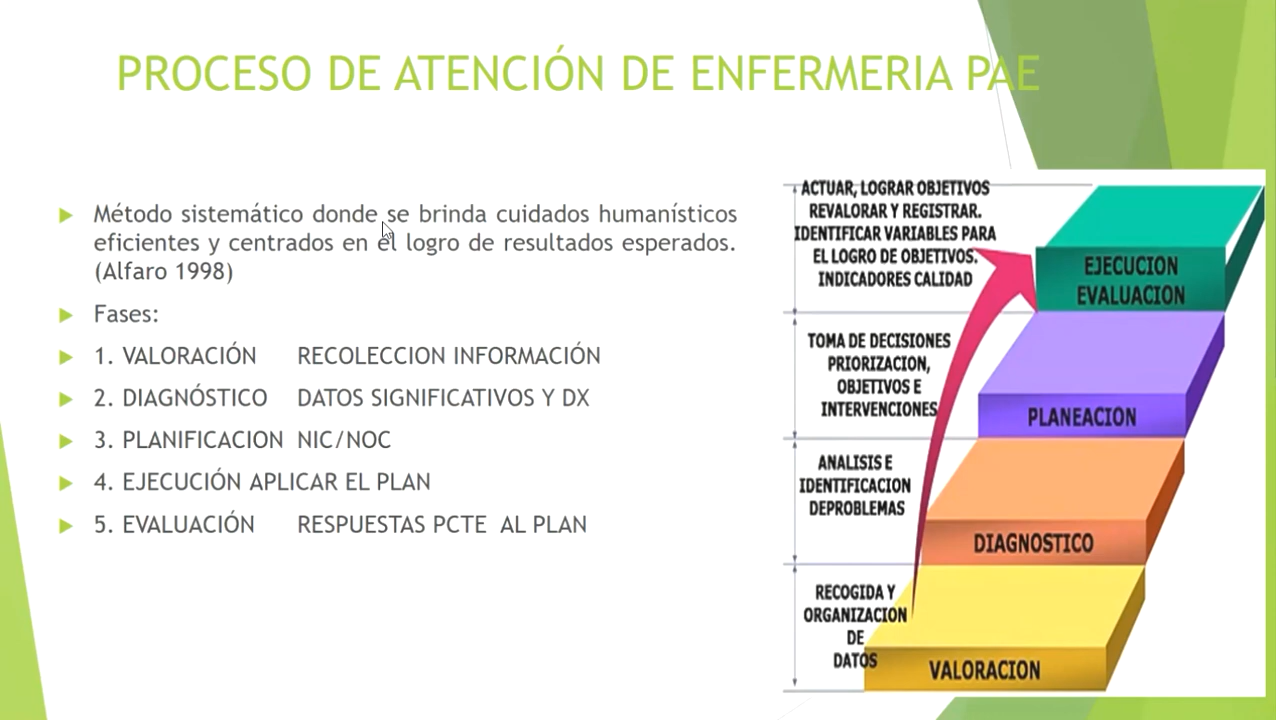 PROCESO DE ATENCIÓN DE ENFERMERIA PAE
Método sistemático donde se brinda cuidados humanísticos
eficientes y centrados en el logro de resultados esperados.
(Alfaro 1998)
Fases:
1. VALORACIÓN RECOLECCION INFORMACIÓN
2. DIAGNÓSTICO DATOS SIGNIFICATIVOS Y DX
3. PLANIFICACION NIC/NOC
4. EJECUCIÓN APLICAR EL PLAN
5. EVALUACIÓN RESPUESTAS PCTE AL PLAN
ACTUAR, LOGRAR OBJETIVOS
REVALORAR Y REGISTRAR.
IDENTIFICAR VARIABLES PARA
EL LOGRO DE OBJETIVOS.
INDICADORES CALIDAD
EJECUCION
EVALUACION
TOMA DE DECISIONES
PRIORIZACION,
OBJETIVOS E
INTERVENCIONES
PLANEACION
ANALISIS E
IDENTIFICACION
DEPROBLEMAS
DIAGNOSTICO
RECOGIDA Y
ORGANIZACION
DE
DATOS
VALORACION